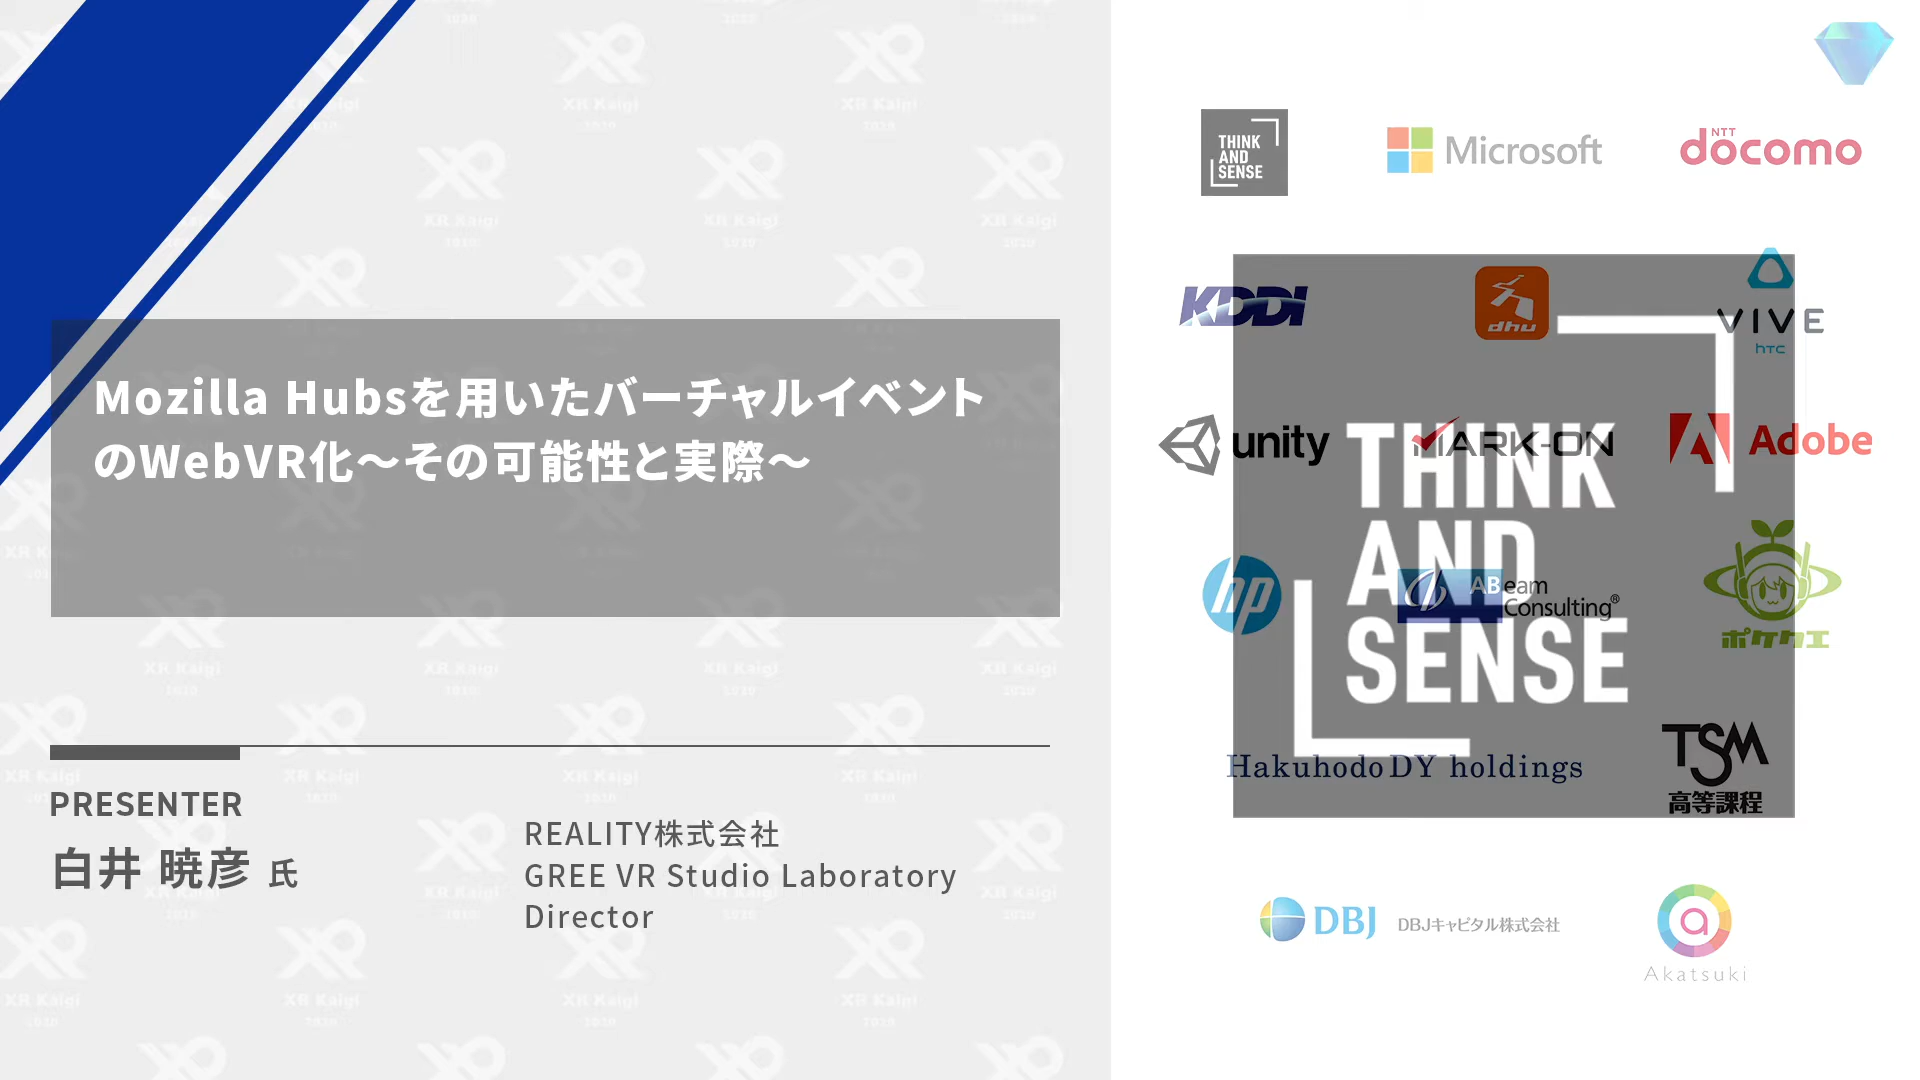 Mozilla Hubsを用いたバーチャルイベント
のWebVR化〜その可能性と実際〜
PRESENTER
白井 暁彦 氏
REALITY株式会社
GREE VR Studio Laboratory
Director
THINK
AND
SENSE
Microsoft
NTT
docomo
KDDI
dhu
VIVE
htc
unity
MARK-ON
Adobe
THINK
AND
SENSE
hp
ABeam
Consulting®
ポケクエ
Hakuhodo DY holdings
TSM
高等課程
DBJ
DBJキャピタル株式会社
a
Akatsuki
XR Kaigi
2020